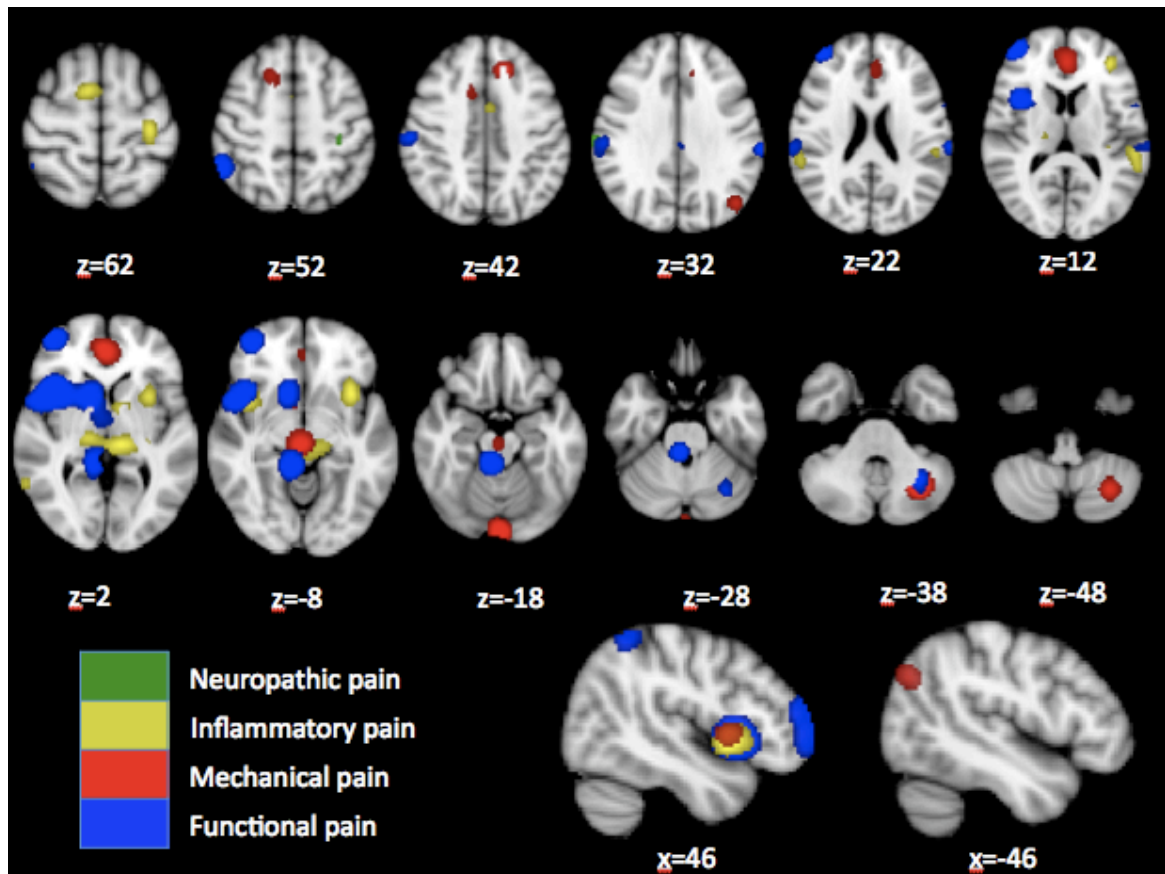 z=62
z=52
z=42
z=32
z=22
z=12
z=2
z=-8
z=-18
z=-28
z=-38
z=-48
Neuropathic pain
Inflammatory pain
Mechanical pain
Functional pain
x=46
x=-46